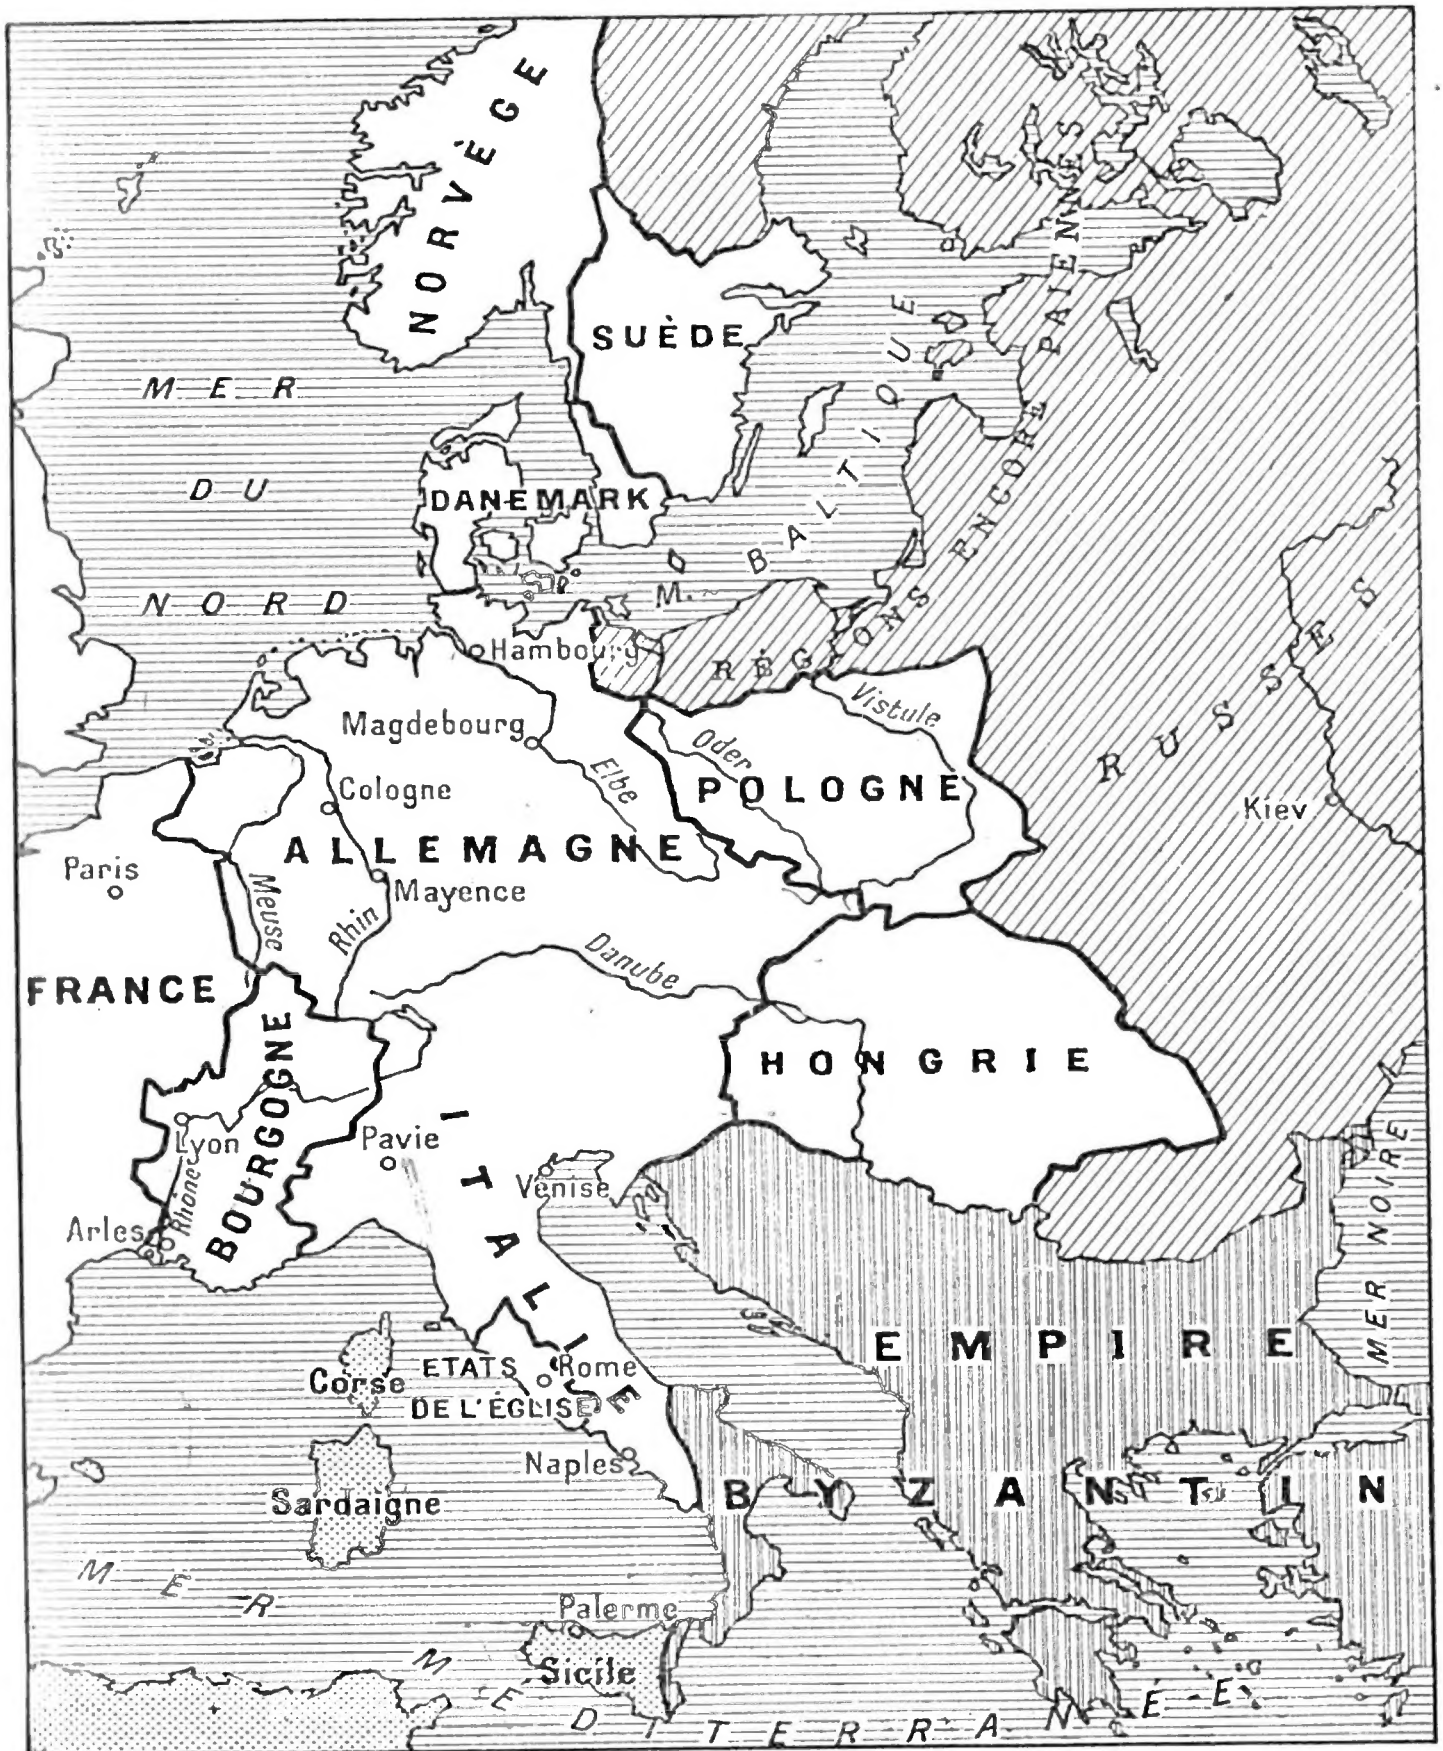 NORVÈGE
SUÈDE
MER
DU
NORD
DANEMARK
M. BALTIQUE
RÉGIONS ENCORE PAÏENNES
RUSSES
Hambourg
Magdebourg
Elbe
Oder
Vistule
POLOGNE
Cologne
ALLEMAGNE
Kiev
Paris
Meuse
Rhin
Mayence
Danube
FRANCE
BOURGOGNE
HONGRIE
Lyon
Rhône
Arles
Pavie
Venise
ITALIE
MER NOIRE
EMPIRE
BYZANTIN
Corse
ETATS
DE L'ÉGLISE
Rome
Naples
Sardaigne
Palerme
Sicile
MER
MÉDITERRANÉE